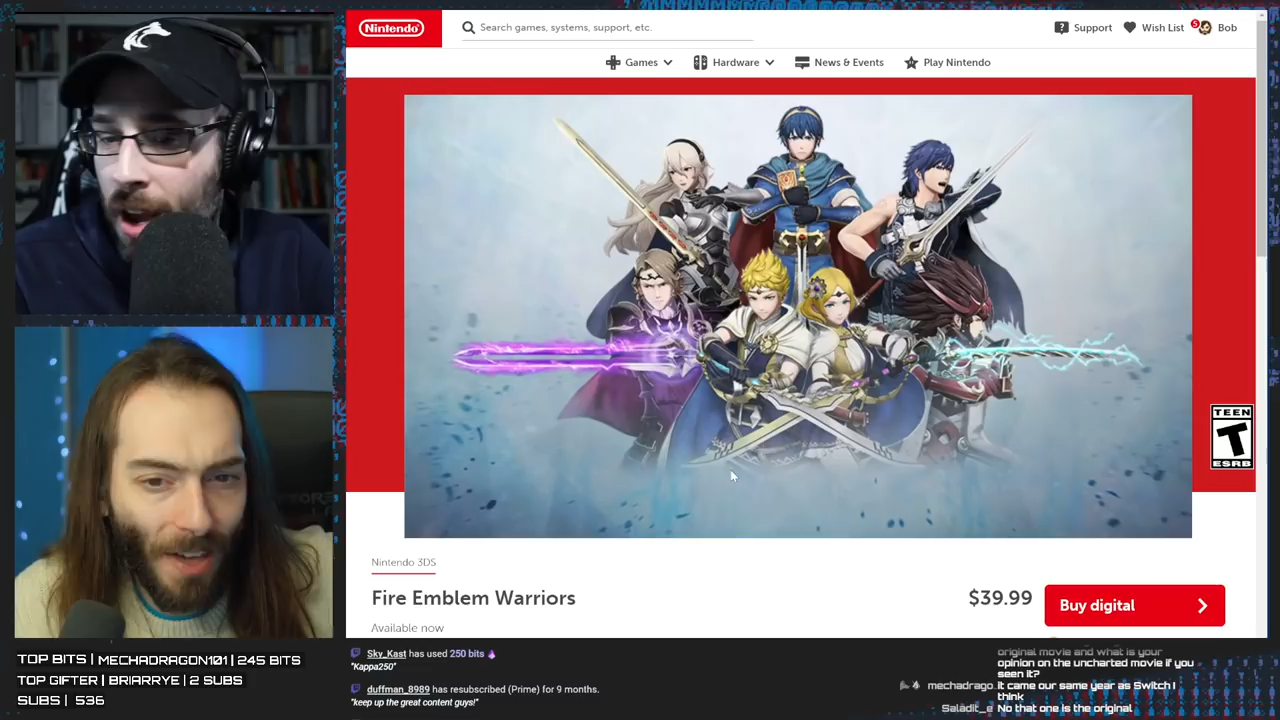 Nintendo
Search games, systems, support, etc.
Support
Wish List
5
Bob
Games
Hardware
News & Events
Play Nintendo
TEEN
T
ESRB
Nintendo 3DS
Fire Emblem Warriors
$39.99
Buy digital
Available now
TOP BITS | MECHADRAGON101 | 245 BITS
TOP GIFTER | BRIARRYE | 2 SUBS
SUBS | 536
Sky_Kast has used 250 bits
"Kappa250"
duffman_8989 has resubscribed (Prime) for 9 months.
"keep up the great content guys!"
original movie and what is your
opinion on the uncharted movie if you
seen it?
mechadrago… it came our same year as Switch I
think
Saladit_e No that one is the original